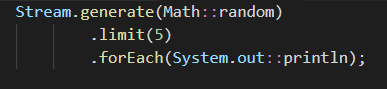 Stream.generate(Math::random)
.limit(5)
.forEach(System.out::println);